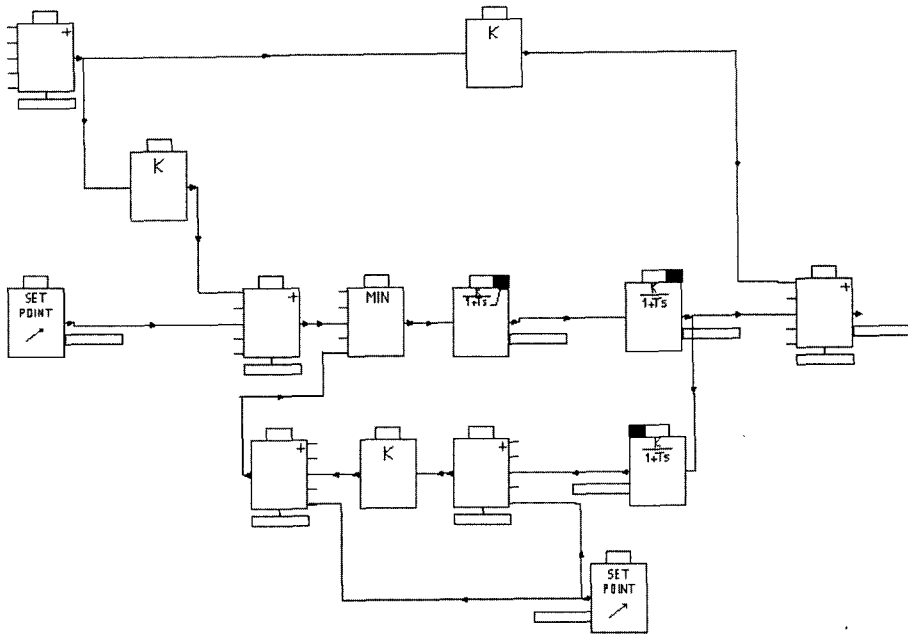 +
K
K
SET
POINT
+
MIN
K
1+Ts
K
1+Ts
+
+
K
+
K
1+Ts
SET
POINT